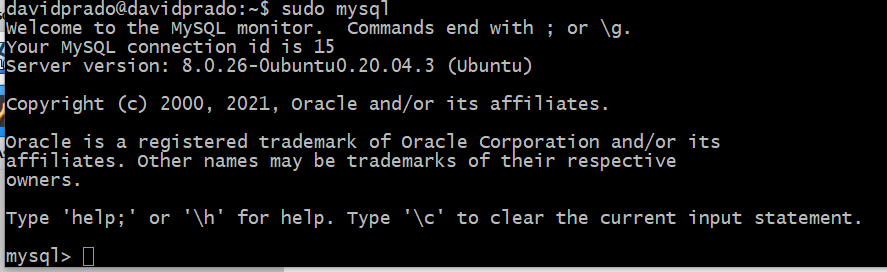 davidprado@davidprado:~$ sudo mysql
Welcome to the MySQL monitor.  Commands end with ; or \g.
Your MySQL connection id is 15
Server version: 8.0.26-0ubuntu0.20.04.3 (Ubuntu)
Copyright (c) 2000, 2021, Oracle and/or its affiliates.
Oracle is a registered trademark of Oracle Corporation and/or its
affiliates. Other names may be trademarks of their respective
owners.
Type 'help;' or '\h' for help. Type '\c' to clear the current input statement.
mysql>